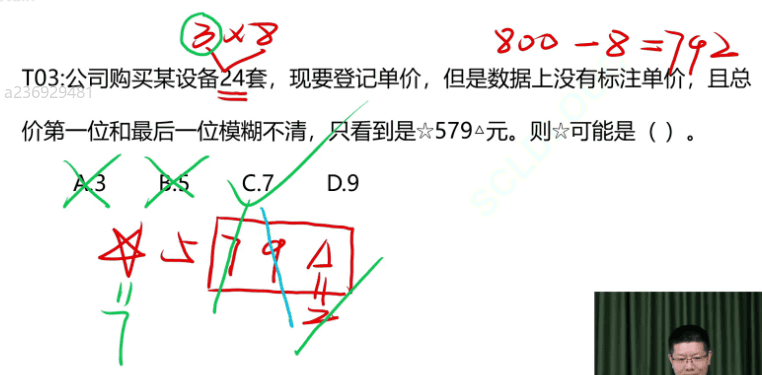 3×8
800-8=792
T03:公司购买某设备24套，现要登记单价，但是数据上没有标注单价，且总
a236929481
价第一位和最后一位模糊不清，只看到是☆579△元。则☆可能是（ ）。
A.3 B.5 C.7 D.9
☆ 5 7 9 △
=
7
=
2